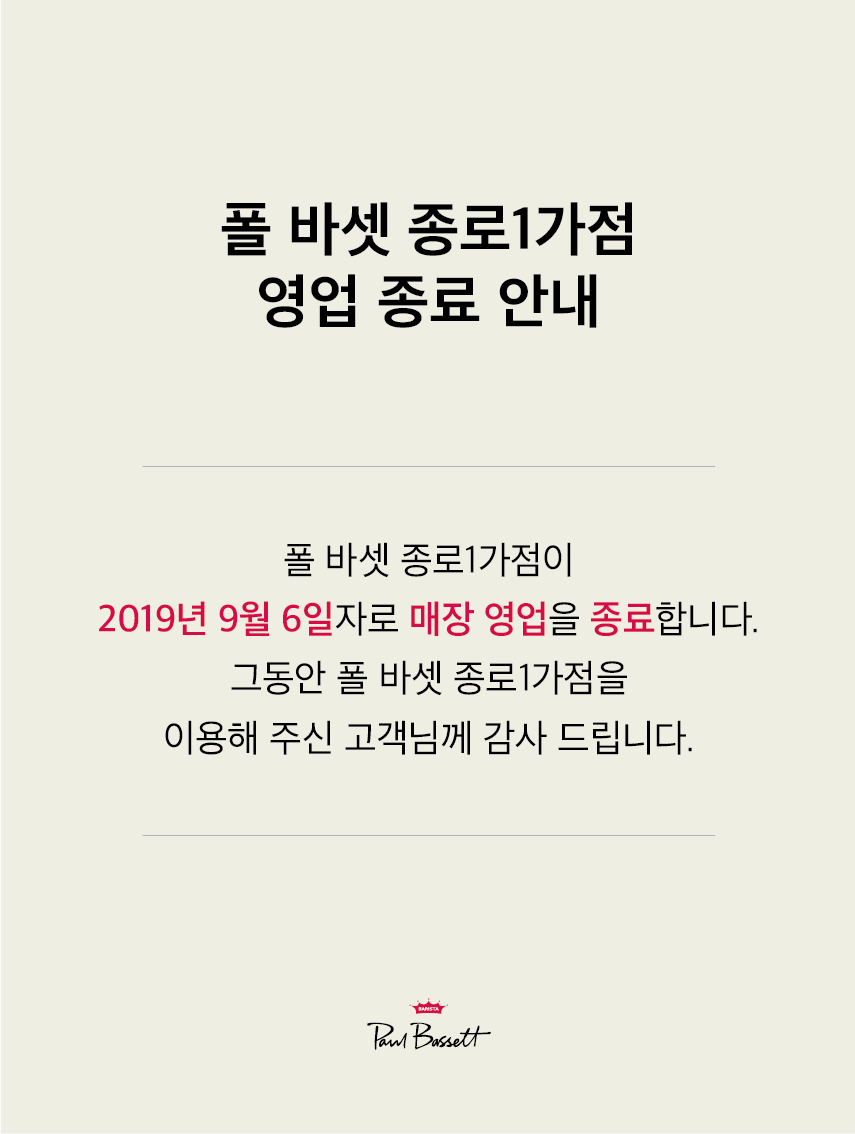 폴 바셋 종로1가점
영업 종료 안내
폴 바셋 종로1가점이
2019년 9월 6일자로 매장 영업을 종료합니다.
그동안 폴 바셋 종로1가점을
이용해 주신 고객님께 감사 드립니다.
BARISTA
Paul Bassett